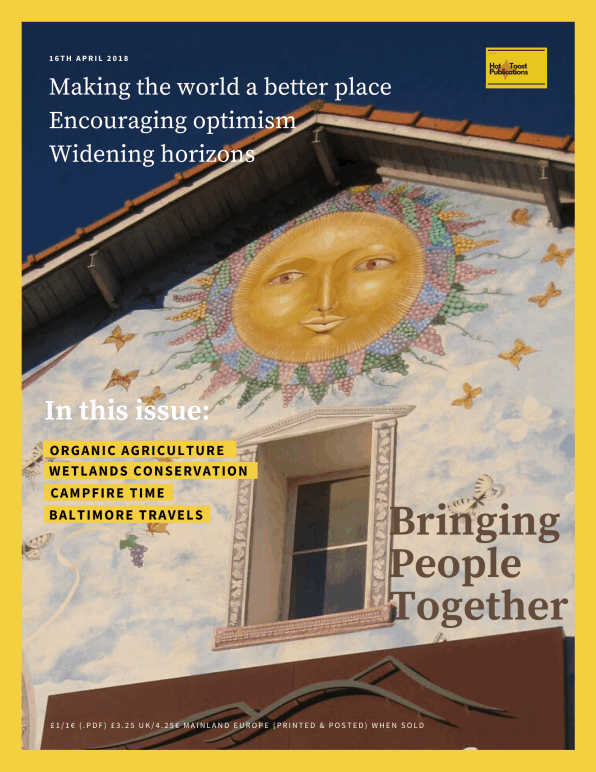 16TH APRIL 2018
Hot Toast
Publications
Making the world a better place
Encouraging optimism
Widening horizons
In this issue:
ORGANIC AGRICULTURE
WETLANDS CONSERVATION
CAMPFIRE TIME
BALTIMORE TRAVELS
Bringing
People
Together
£1/1€ (.PDF) £3.25 UK/4.25€ MAINLAND EUROPE (PRINTED & POSTED) WHEN SOLD